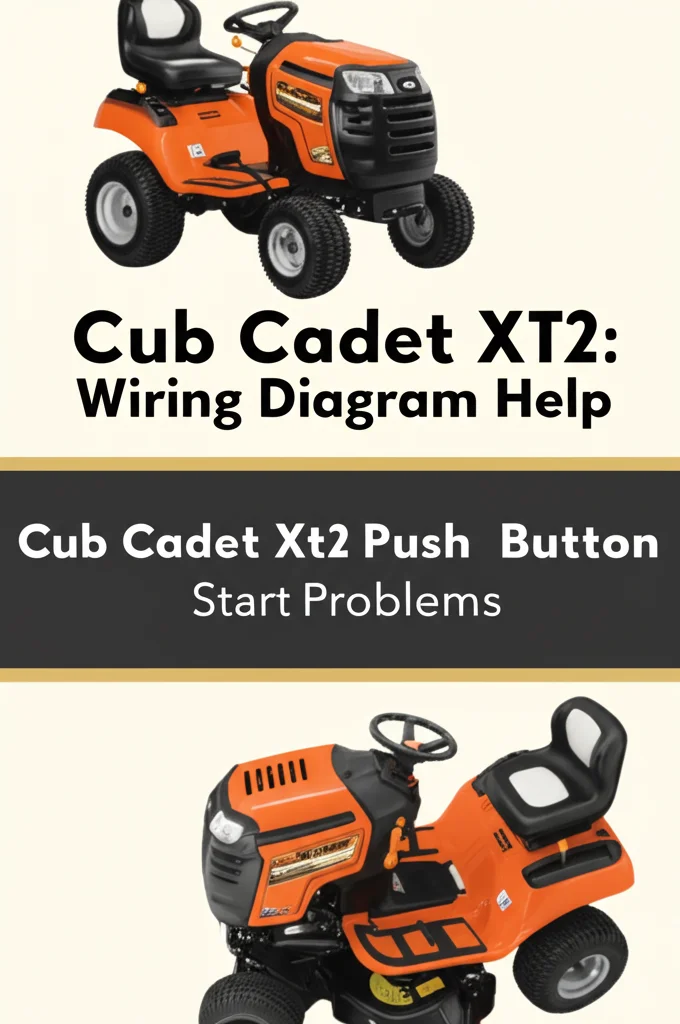 Cub Cadet XT2:
Wiring Diagram Help
Cub Cadet Xt2 Push Button
Start Problems